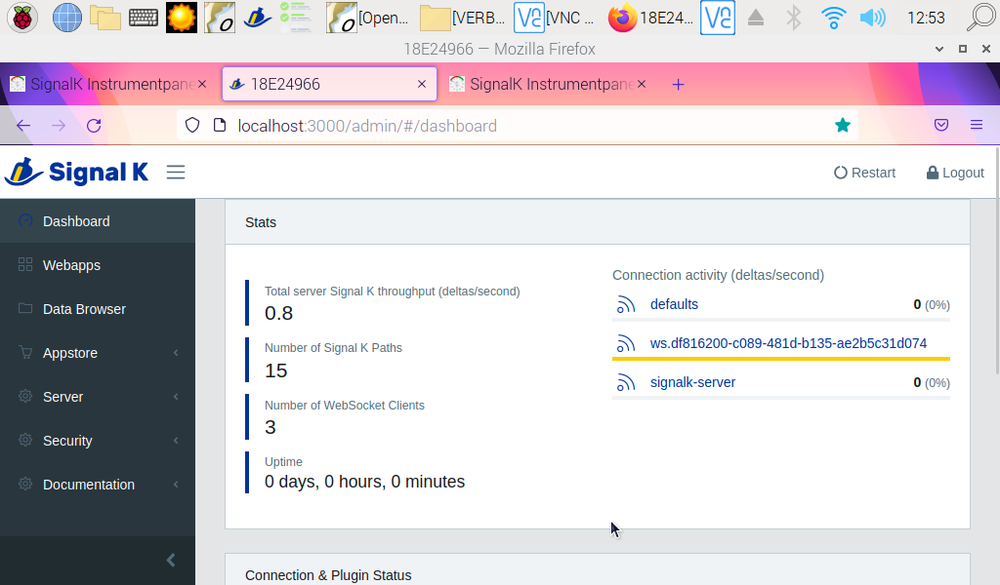 [Open... [VERB... [VNC ... 18E24... 12:53
18E24966 — Mozilla Firefox
SignalK Instrumentpane 18E24966 SignalK Instrumentpane
localhost:3000/admin/#/dashboard
Signal K Restart Logout
Dashboard
Webapps
Data Browser
Appstore
Server
Security
Documentation
Stats
Total server Signal K throughput (deltas/second)
0.8
Number of Signal K Paths
15
Number of WebSocket Clients
3
Uptime
0 days, 0 hours, 0 minutes
Connection activity (deltas/second)
defaults 0 (0%)
ws.df816200-c089-481d-b135-ae2b5c31d074
signalk-server 0 (0%)
Connection & Plugin Status